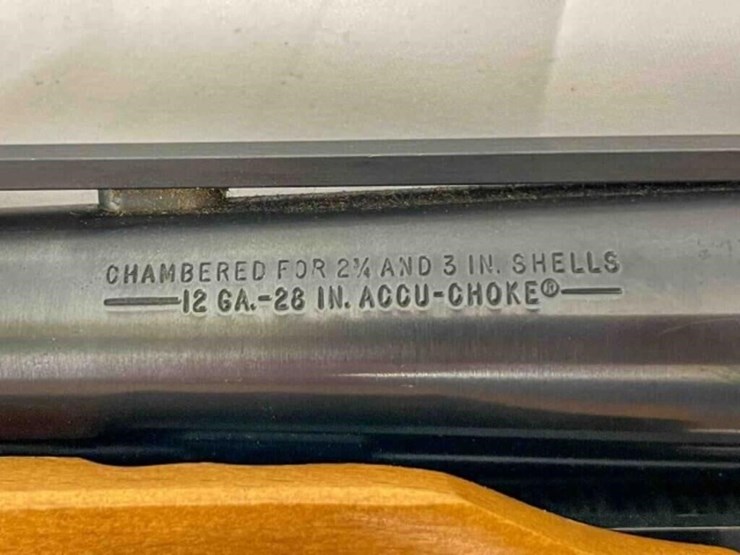 CHAMBERED FOR 2¾ AND 3 IN. SHELLS
12 GA.-28 IN. ACCU-CHOKE®